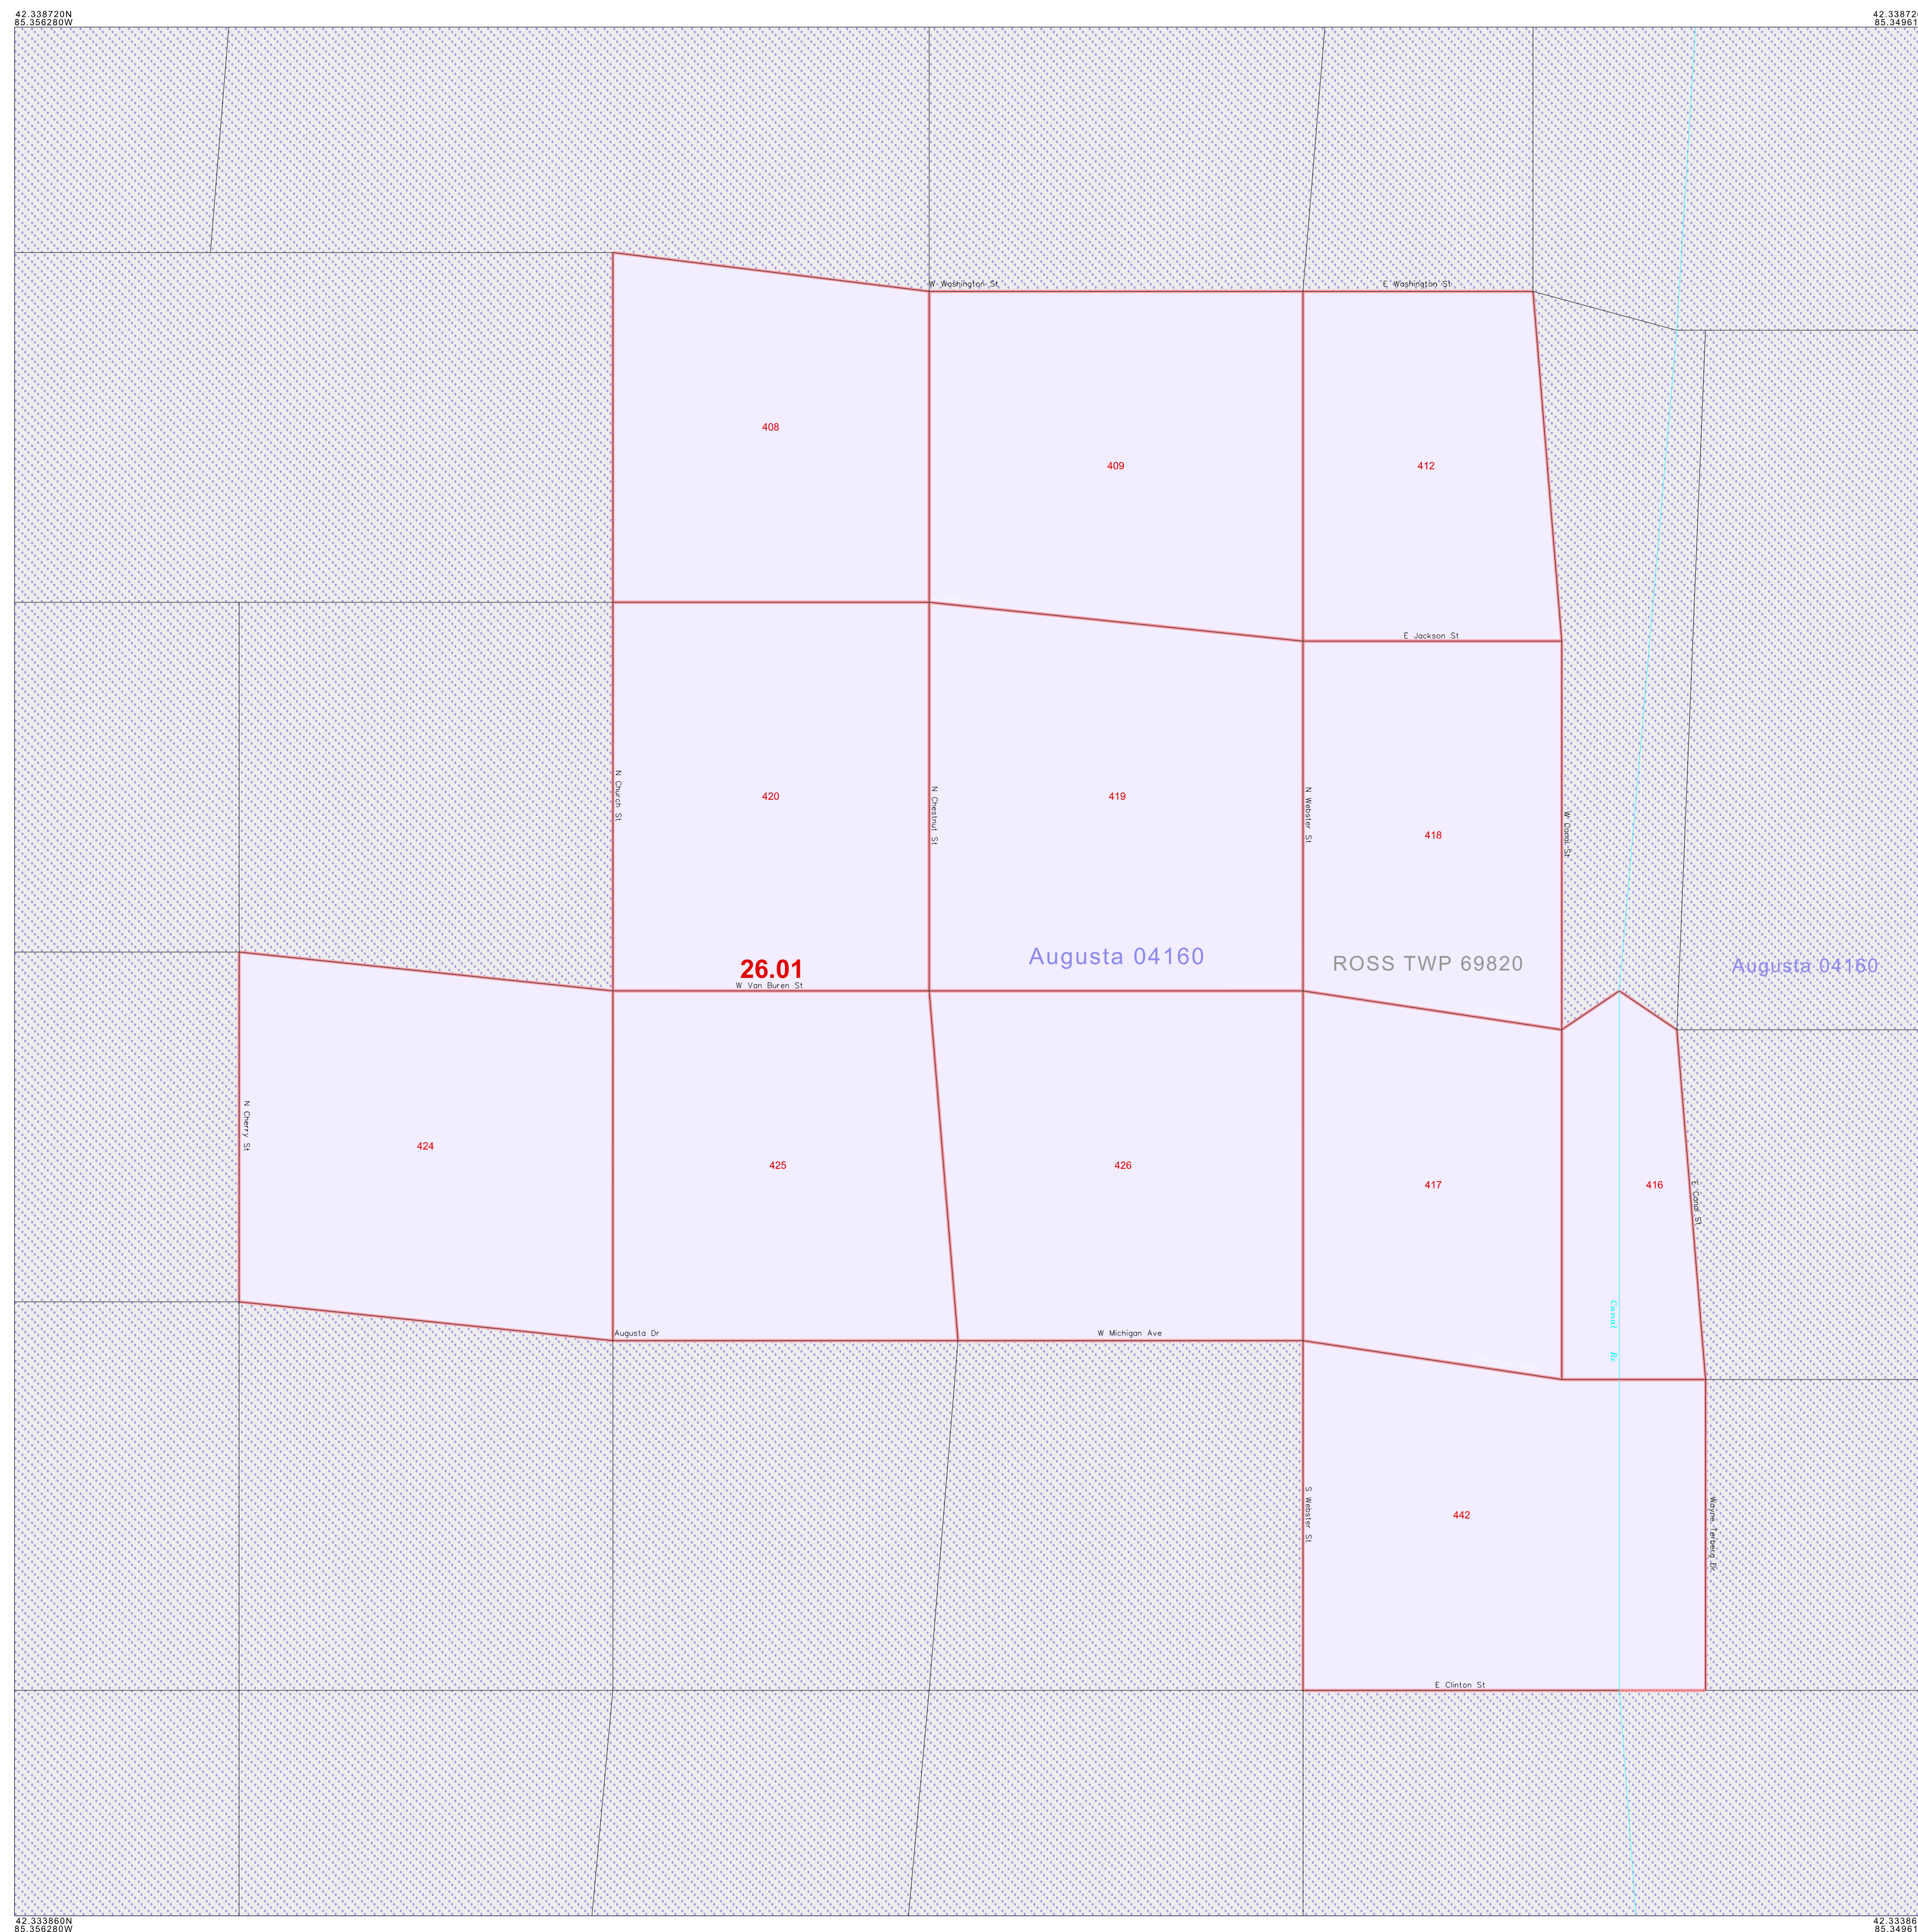 42.338720N
85.356280W
42.33872
85.34961
W Washington St
E Washington St
408
409
412
E Jackson St
N Church St
420
N Chestnut St
419
N Webster St
418
W Canal St
Augusta 04160
ROSS TWP 69820
Augusta 04160
26.01
W Van Buren St
N Cherry St
424
425
426
417
416
E Canal St
Canal Rc
Augusta Dr
W Michigan Ave
S Webster St
442
Wayne Terberg Dr
E Clinton St
42.333860N
85.356280W
42.33386
85.34961